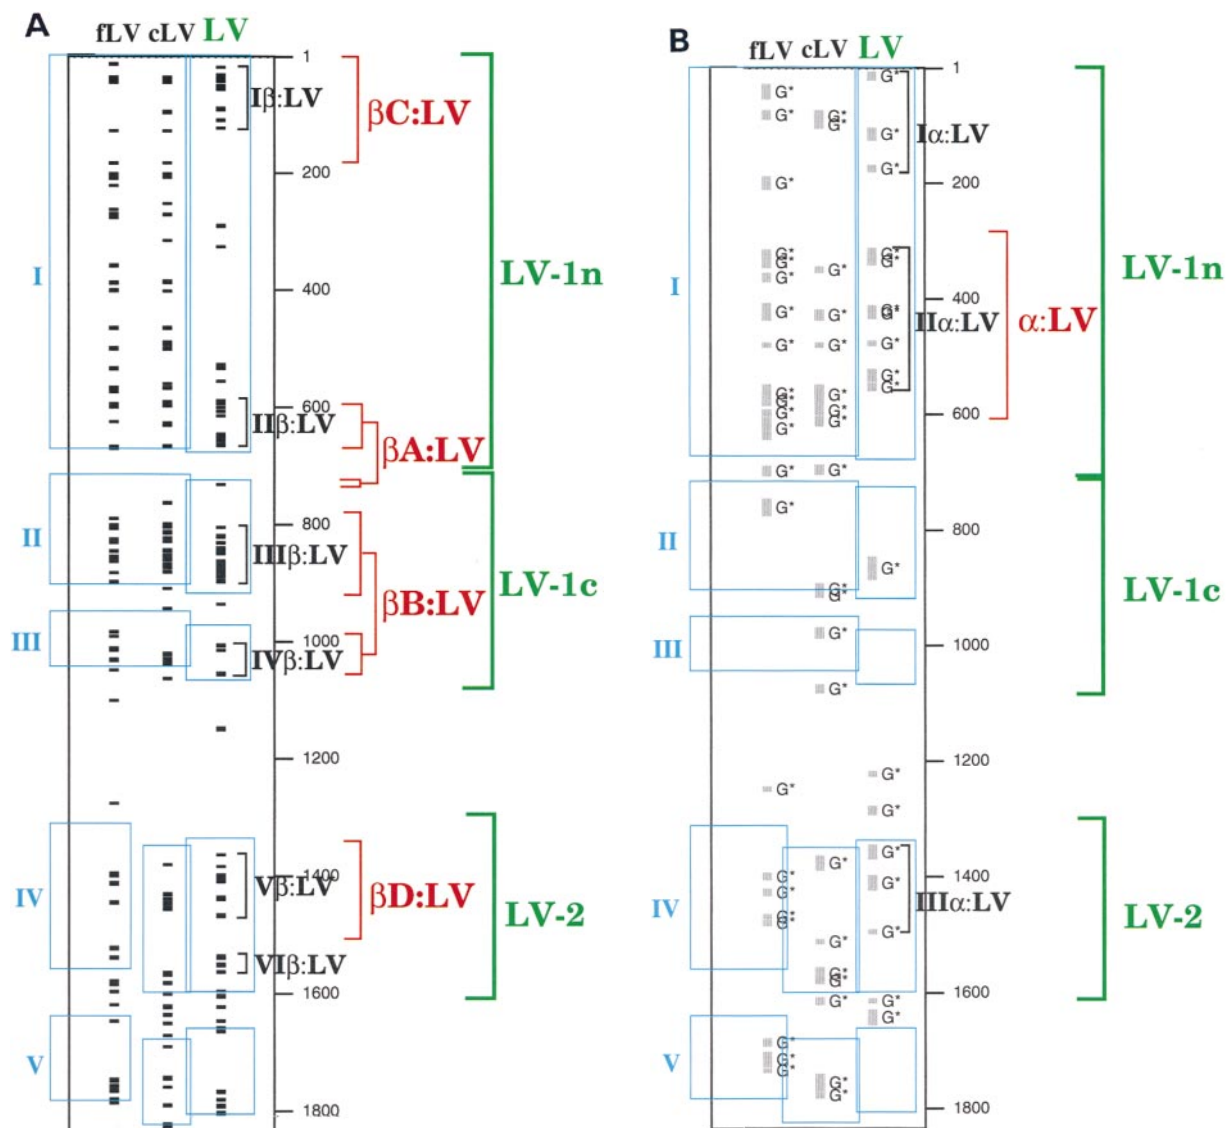 A
fLV cLV LV
1
Iβ:LV
βC:LV
200
I
LV-1n
400
600
IIβ:LV
βA:LV
800
II
IIIβ:LV
βB:LV
LV-1c
III
1000
IVβ:LV
1200
IV
1400
Vβ:LV
βD:LV
LV-2
VIβ:LV
1600
V
1800
B
fLV cLV LV
1
G* G*
G* G* G*
G*
Iα:LV
G*
G* 200
G*
G* G*
G* G*
G*
G*
I
LV-1n
400
G* G* G*
G*
IIα:LV
α:LV
G* G* G*
G*
G* G* G*
G*
G*
G* G* 600
G* G*
G* G*
G*
800
II
G*
G*
G*
LV-1c
III
G*
1000
G*
1200
G*
G*
G*
G*
G*
G* 1400
G*
G*
IV
IIIα:LV
LV-2
G*
G*
G*
G*
G*
G*
G* G* 1600
G*
G*
V
G*
G*
G*
G*
1800